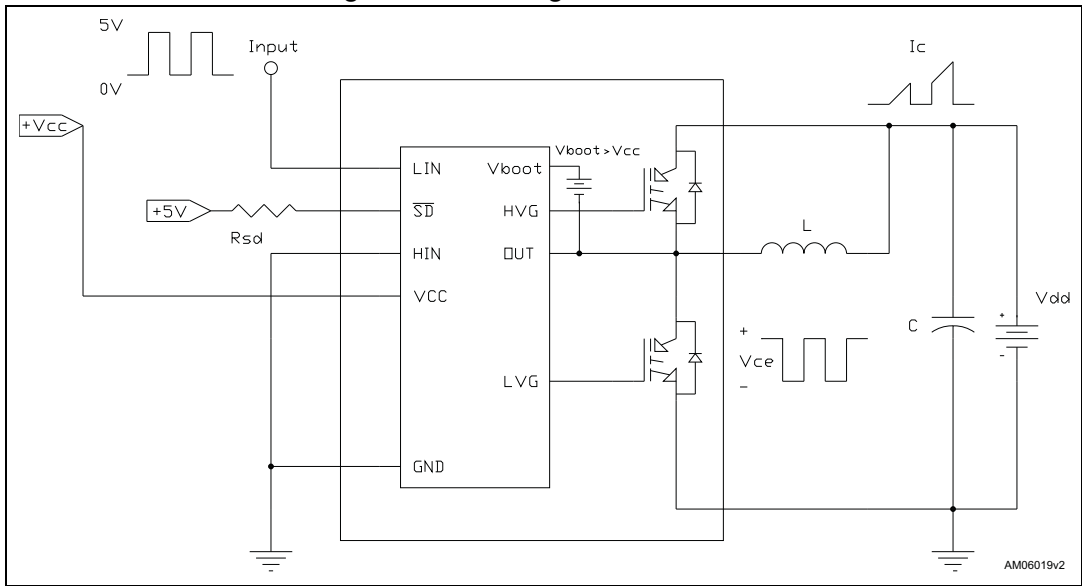 5V
0V
Input
Ic
+Vcc
Vboot>Vcc
LIN
Vboot
+5V
SD
HVG
Rsd
L
HIN
OUT
VCC
Vdd
C
+
-
+
Vce
-
LVG
GND
AM06019v2